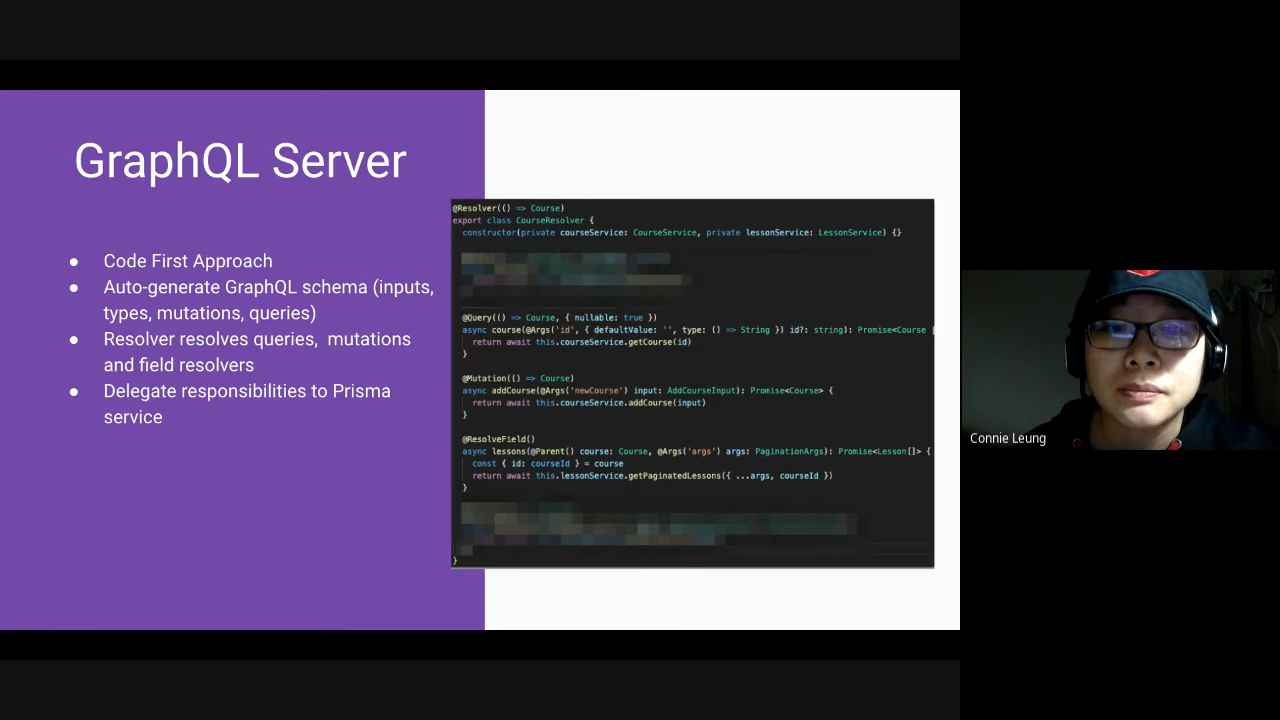 GraphQL Server
● Code First Approach
● Auto-generate GraphQL schema (inputs,
types, mutations, queries)
● Resolver resolves queries,  mutations
and field resolvers
● Delegate responsibilities to Prisma
service
@Resolver(() => Course)
export class CourseResolver {
constructor(private courseService: CourseService, private lessonService: LessonService) {}
@Query(() => Course, { nullable: true })
async course(@Args('id', { defaultValue: '', type: () => String }) id?: string): Promise<Course |
return await this.courseService.getCourse(id)
}
@Mutation(() => Course)
async addCourse(@Args('newCourse') input: AddCourseInput): Promise<Course> {
return await this.courseService.addCourse(input)
}
@ResolveField()
async lessons(@Parent() course: Course, @Args('args') args: PaginationArgs): Promise<Lesson[]> {
const { id: courseId } = course
return await this.lessonService.getPaginatedLessons({ ...args, courseId })
}
}
Connie Leung